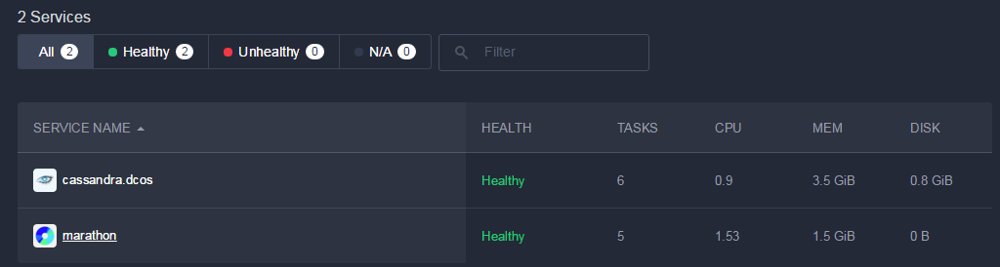 2 Services
All 2 Healthy 2 Unhealthy 0 N/A 0 Filter
SERVICE NAME HEALTH TASKS CPU MEM DISK
cassandra.dcos Healthy 6 0.9 3.5 GiB 0.8 GiB
marathon Healthy 5 1.53 1.5 GiB 0 B